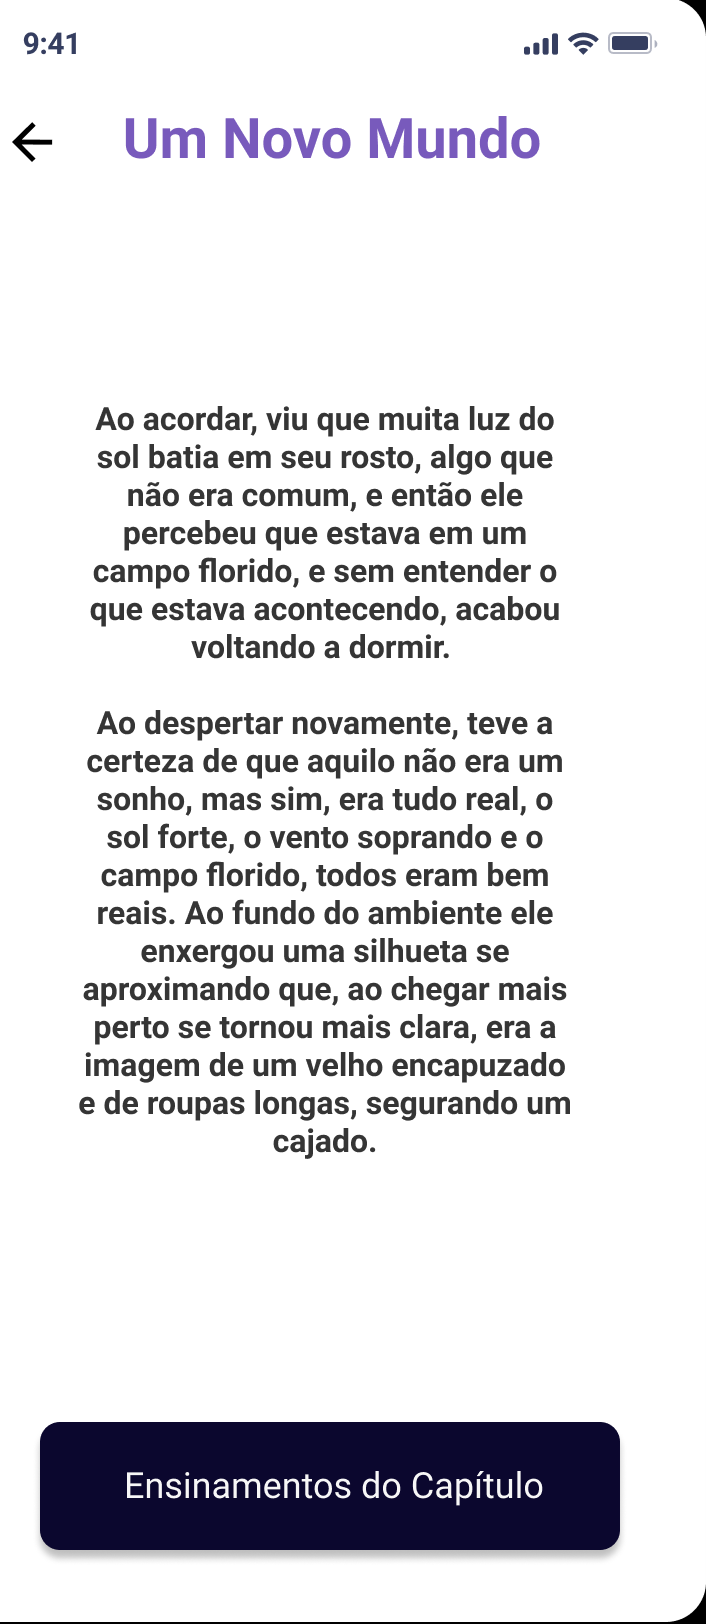 9:41
Um Novo Mundo
Ao acordar, viu que muita luz do
sol batia em seu rosto, algo que
não era comum, e então ele
percebeu que estava em um
campo florido, e sem entender o
que estava acontecendo, acabou
voltando a dormir.
Ao despertar novamente, teve a
certeza de que aquilo não era um
sonho, mas sim, era tudo real, o
sol forte, o vento soprando e o
campo florido, todos eram bem
reais. Ao fundo do ambiente ele
enxergou uma silhueta se
aproximando que, ao chegar mais
perto se tornou mais clara, era a
imagem de um velho encapuzado
e de roupas longas, segurando um
cajado.
Ensinamentos do Capítulo